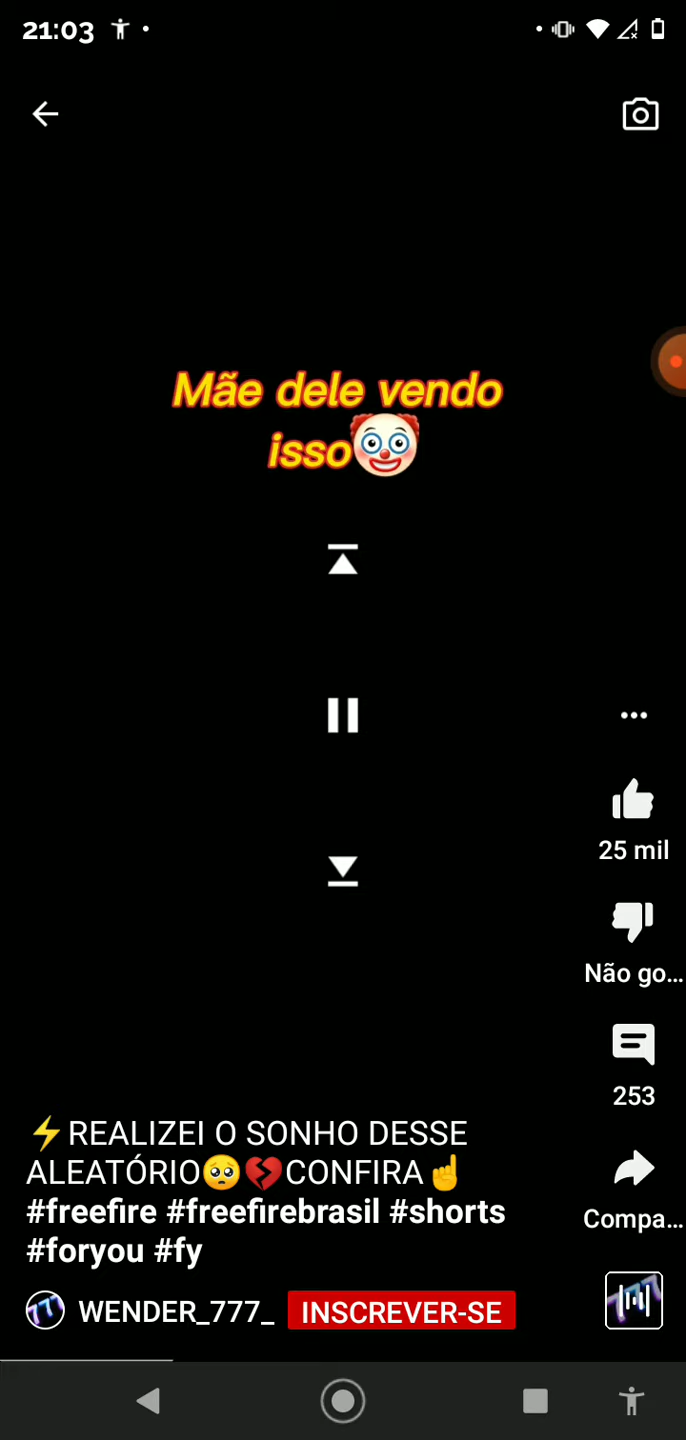 21:03
Mãe dele vendo
isso🤡
25 mil
Não go...
253
Compa...
⚡REALIZEI O SONHO DESSE
ALEATÓRIO🥺💔CONFIRA☝
#freefire #freefirebrasil #shorts
#foryou #fy
WENDER_777_ INSCREVER-SE